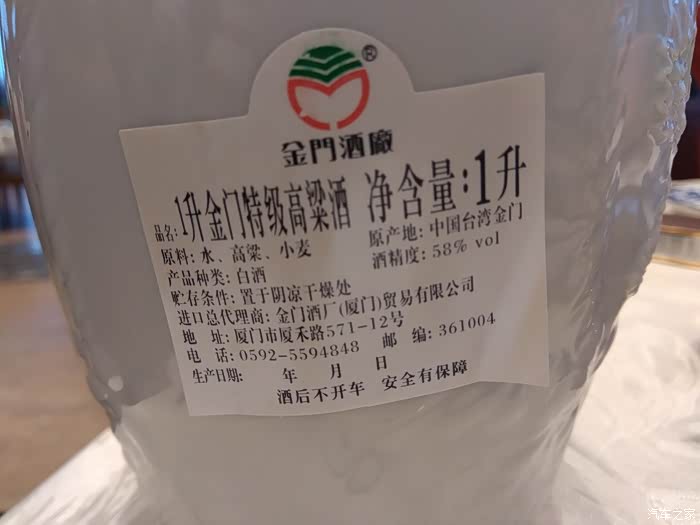 ®
金門酒廠
品名: 1升金门特级高粱酒 净含量: 1升
原料: 水、高粱、小麦 原产地: 中国台湾金门
产品种类: 白酒 酒精度: 58% vol
贮存条件: 置于阴凉干燥处
进口总代理商: 金门酒厂(厦门)贸易有限公司
地 址: 厦门市厦禾路571-12号
电 话: 0592-5594848 邮 编: 361004
生产日期: 年 月 日
酒后不开车 安全有保障
汽车之家